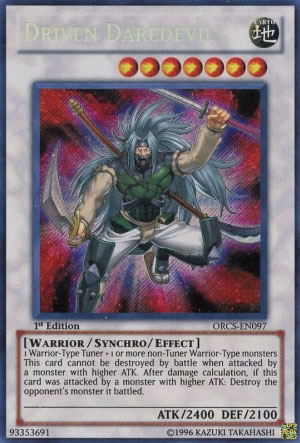 DRIVEN DAREDEVIL
EARTH
地
1st Edition
ORCS-EN097
[WARRIOR/SYNCHRO/EFFECT]
1 Warrior-Type Tuner + 1 or more non-Tuner Warrior-Type monsters
This card cannot be destroyed by battle when attacked
by a monster with higher ATK. After damage calculation, if this
card was attacked by a monster with higher ATK: Destroy the
opponent's monster it battled.
ATK/2400 DEF/2100
93353691
©1996 KAZUKI TAKAHASHI